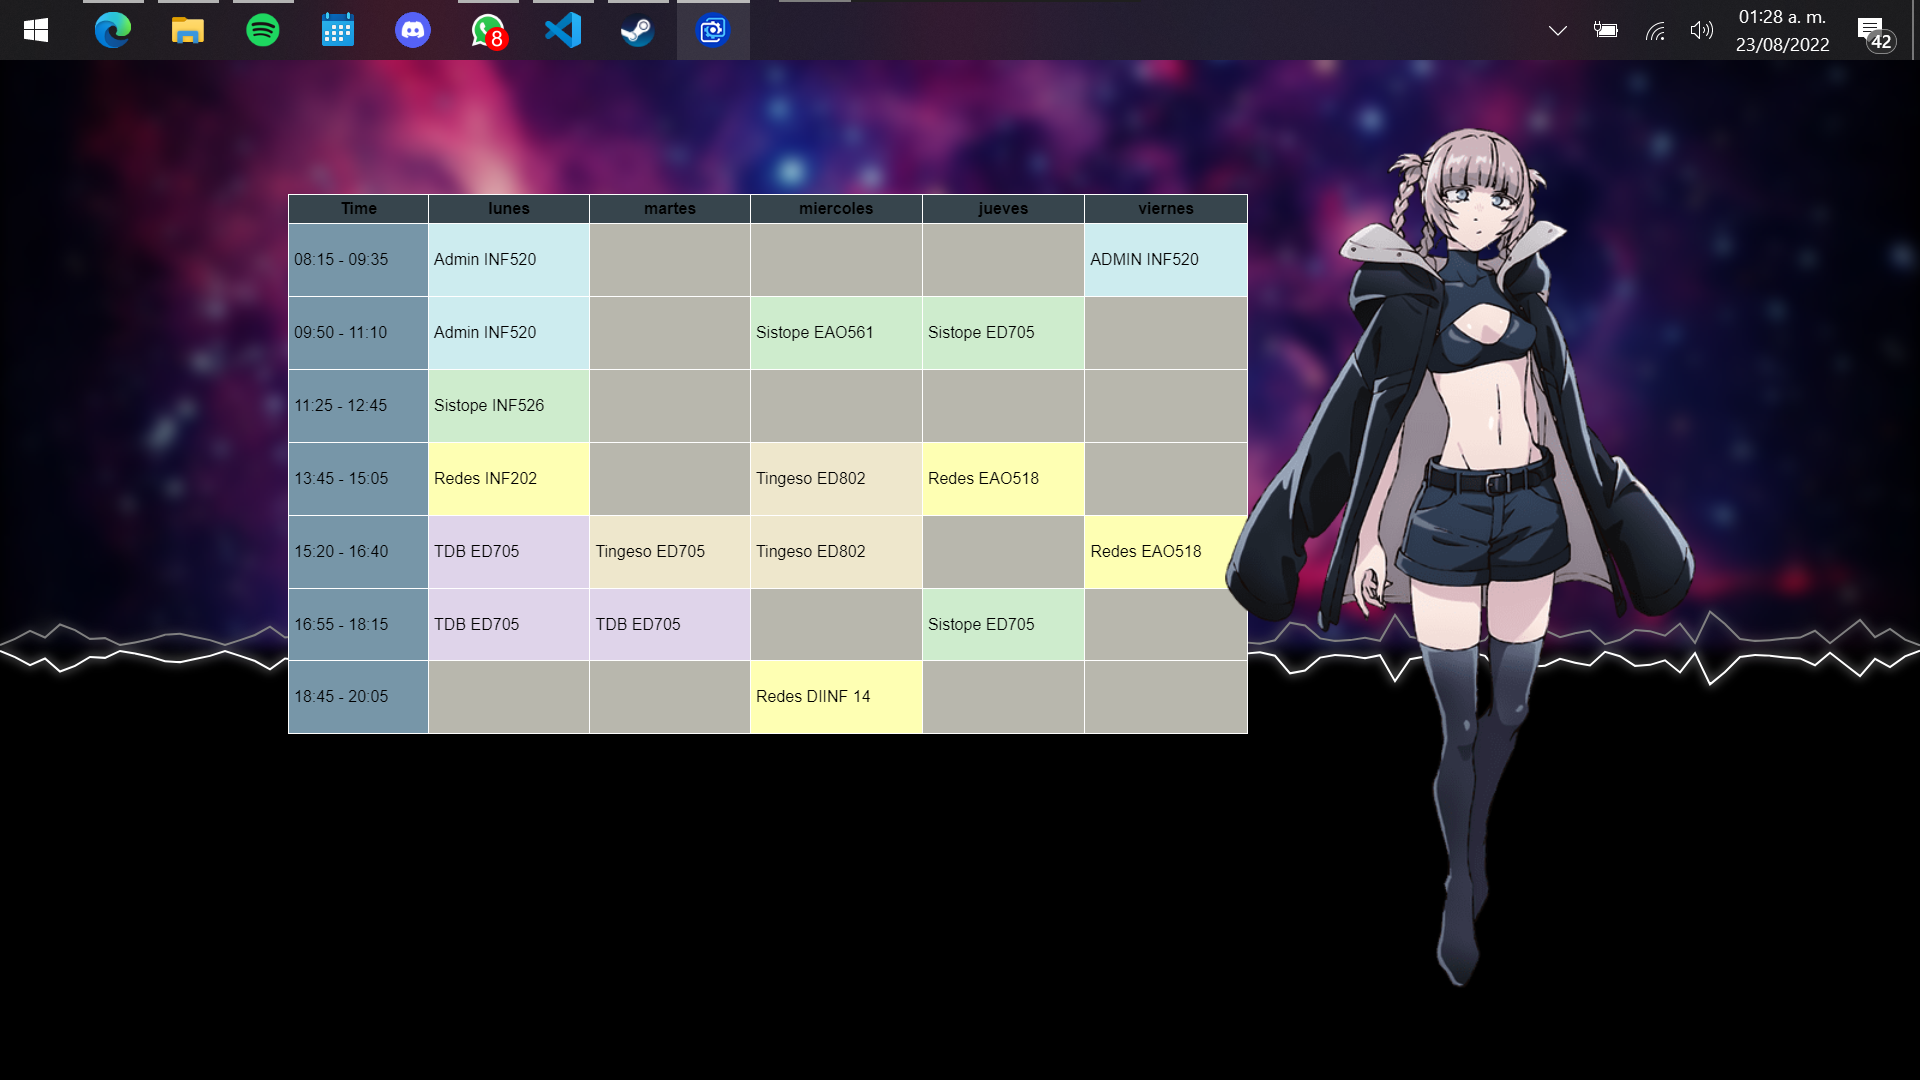 8
01:28 a. m.
23/08/2022
42
Time lunes martes miercoles jueves viernes
08:15 - 09:35 Admin INF520 ADMIN INF520
09:50 - 11:10 Admin INF520 Sistope EAO561 Sistope ED705
11:25 - 12:45 Sistope INF526
13:45 - 15:05 Redes INF202 Tingeso ED802 Redes EAO518
15:20 - 16:40 TDB ED705 Tingeso ED705 Tingeso ED802 Redes EAO518
16:55 - 18:15 TDB ED705 TDB ED705 Sistope ED705
18:45 - 20:05 Redes DIINF 14